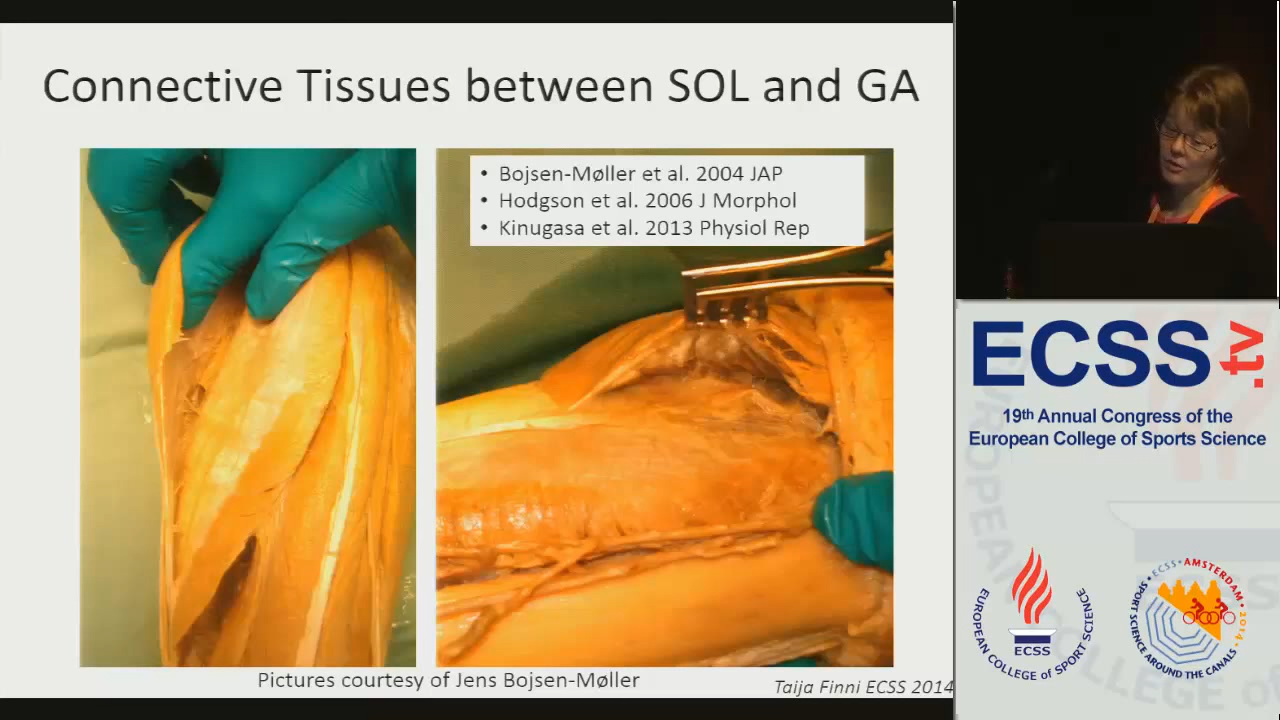 Connective Tissues between SOL and GA
• Bojsen-Møller et al. 2004 JAP
• Hodgson et al. 2006 J Morphol
• Kinugasa et al. 2013 Physiol Rep
Pictures courtesy of Jens Bojsen-Møller
Taija Finni ECSS 2014
ECSS.tv
19th Annual Congress of the
European College of Sports Science
EUROPEAN COLLEGE of SPORT SCIENCE
ECSS
ECSS • AMSTERDAM • 2014 •
SPORT SCIENCE AROUND THE CANALS